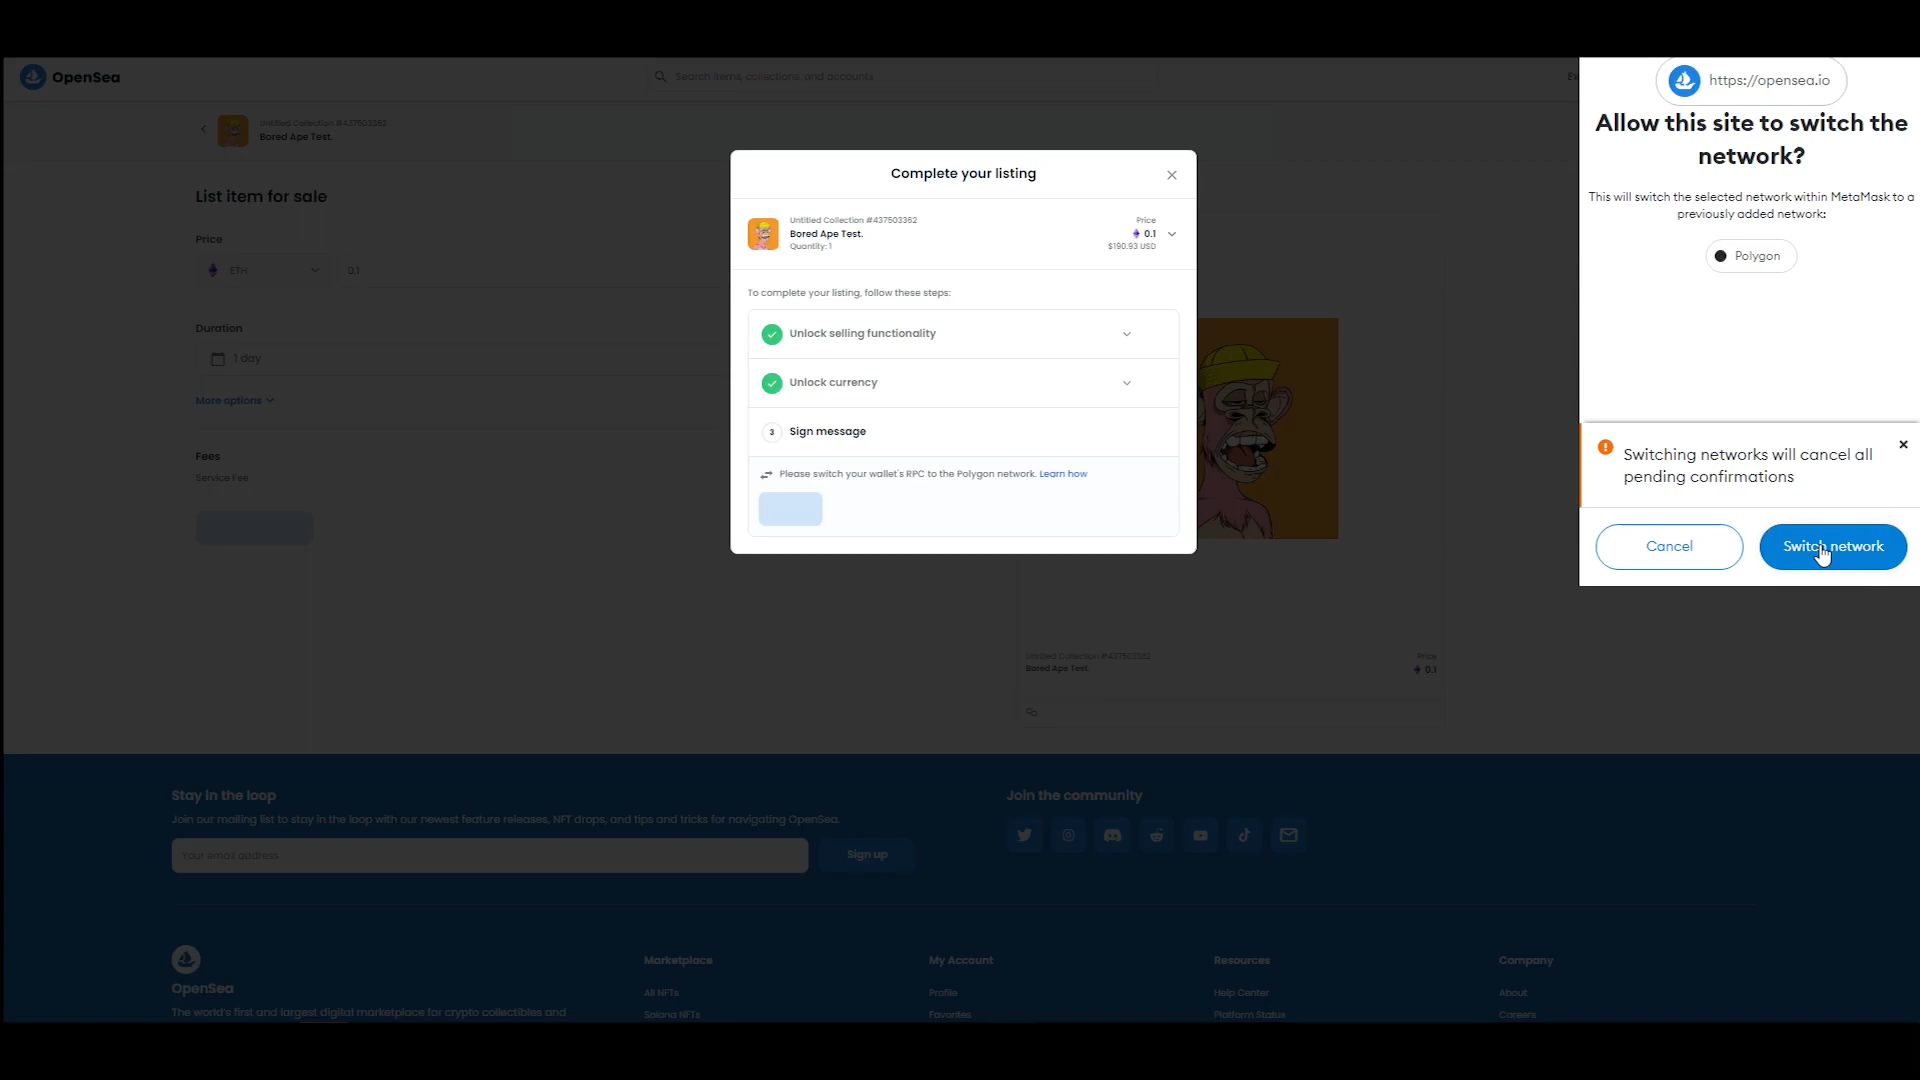 OpenSea
Search items, collections, and accounts
Untitled Collection #437503362
Bored Ape Test.
List item for sale
Price
ETH
0.1
Duration
1 day
More options
Fees
Service Fee
Complete your listing
Untitled Collection #437503362
Bored Ape Test.
Quantity: 1
Price
0.1
$190.93 USD
To complete your listing, follow these steps:
Unlock selling functionality
Unlock currency
3 Sign message
Please switch your wallet's RPC to the Polygon network. Learn how
Untitled Collection #437503362
Bored Ape Test.
Price
0.1
https://opensea.io
Allow this site to switch the
network?
This will switch the selected network within MetaMask to a
previously added network:
Polygon
Switching networks will cancel all
pending confirmations
Cancel
Switch network
Stay in the loop
Join our mailing list to stay in the loop with our newest feature releases, NFT drops, and tips and tricks for navigating OpenSea.
Your email address
Sign up
Join the community
OpenSea
The world's first and largest digital marketplace for crypto collectibles and
Marketplace
All NFTs
Solana NFTs
My Account
Profile
Favorites
Resources
Help Center
Platform Status
Company
About
Careers